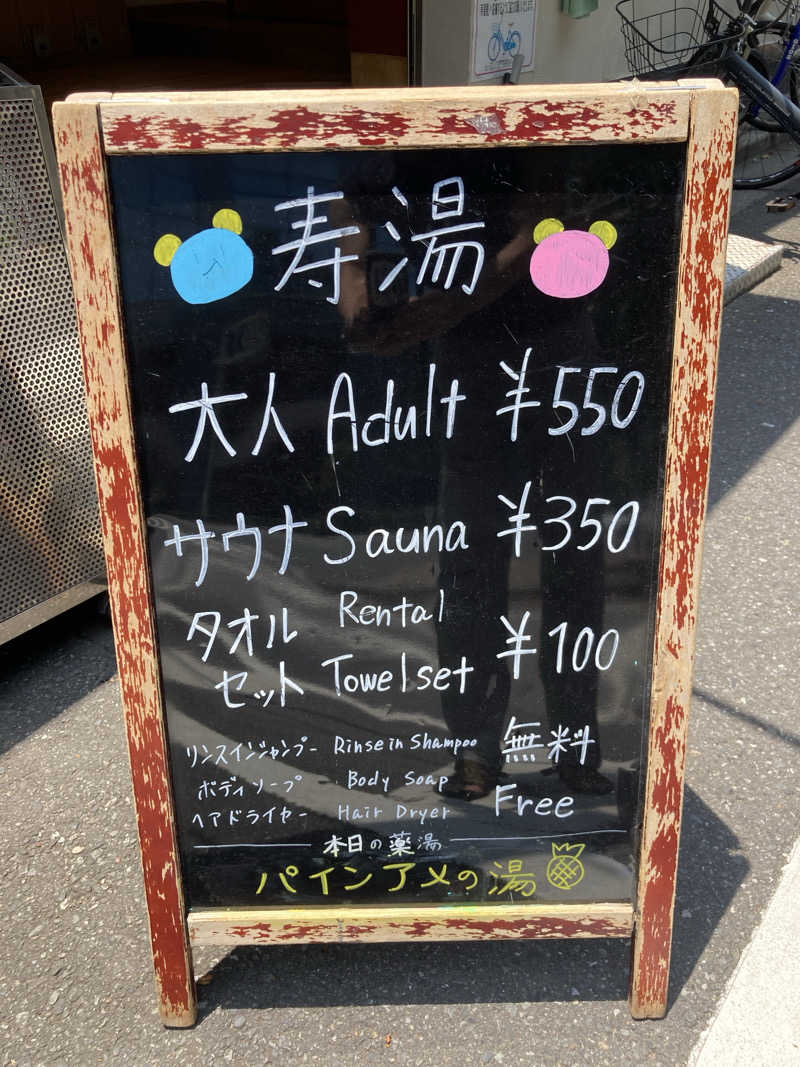 寿湯
大人 Adult ¥550
サウナ Sauna ¥350
タオル Rental
セット Towel set ¥100
リンスインシャンプー Rinse in Shampoo 無料
ボディソープ Body Soap
ヘアドライヤー Hair Dryer Free
本日の薬湯
パインアメの湯